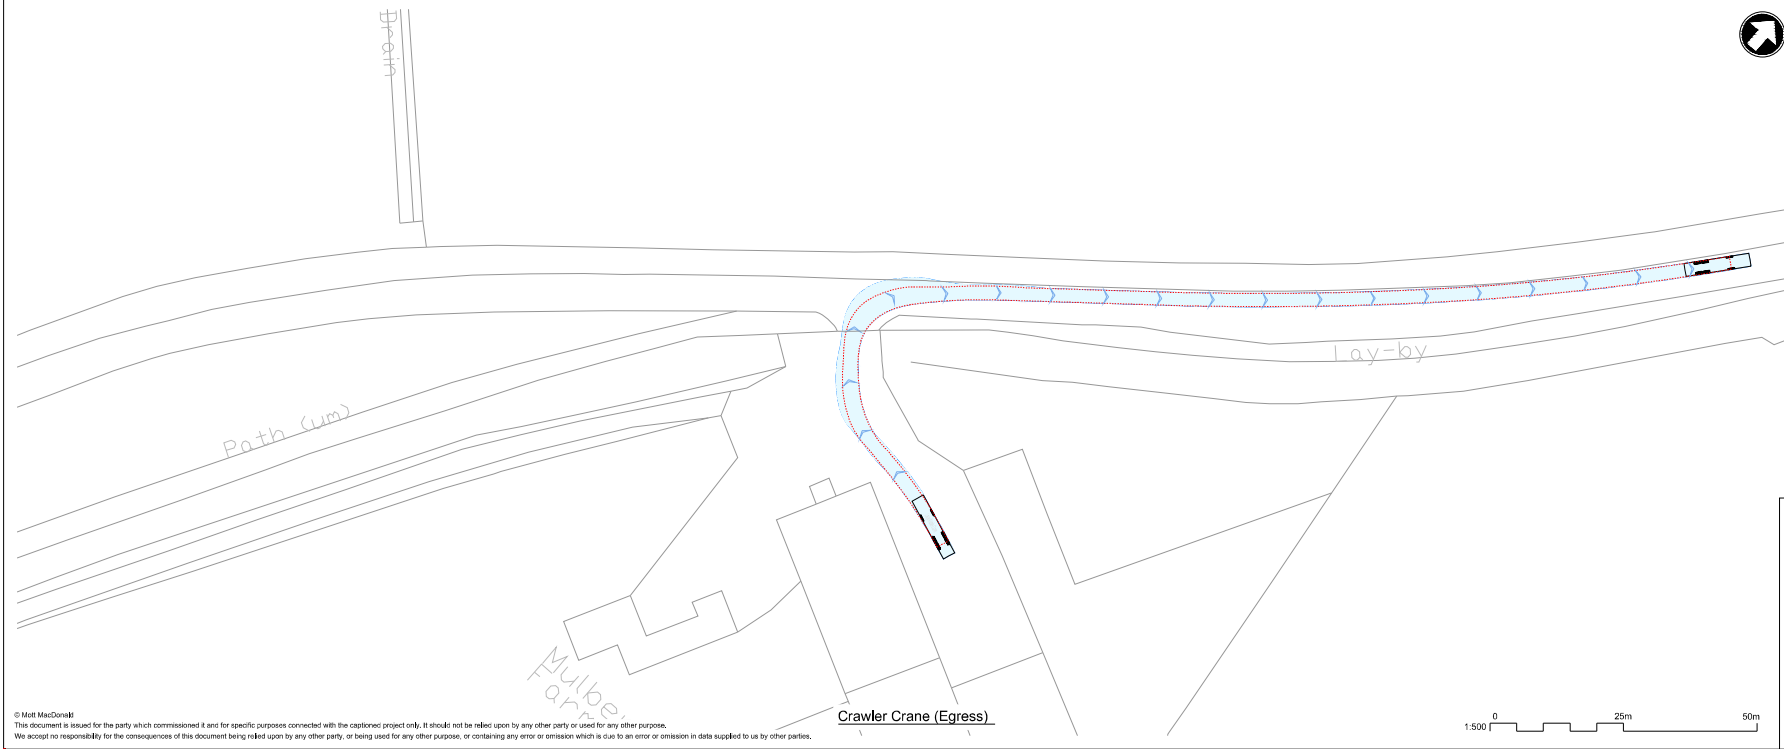 Drain
Path (um)
Lay-by
© Mott MacDonald
This document is issued for the party which commissioned it and for specific purposes connected with the captioned project only. It should not be relied upon by any other party or used for any other purpose.
We accept no responsibility for the consequences of this document being relied upon by any other party, or being used for any other purpose, or containing any error or omission which is due to an error or omission in data supplied to us by other parties.
Crawler Crane (Egress)
1:500 0 25m 50m